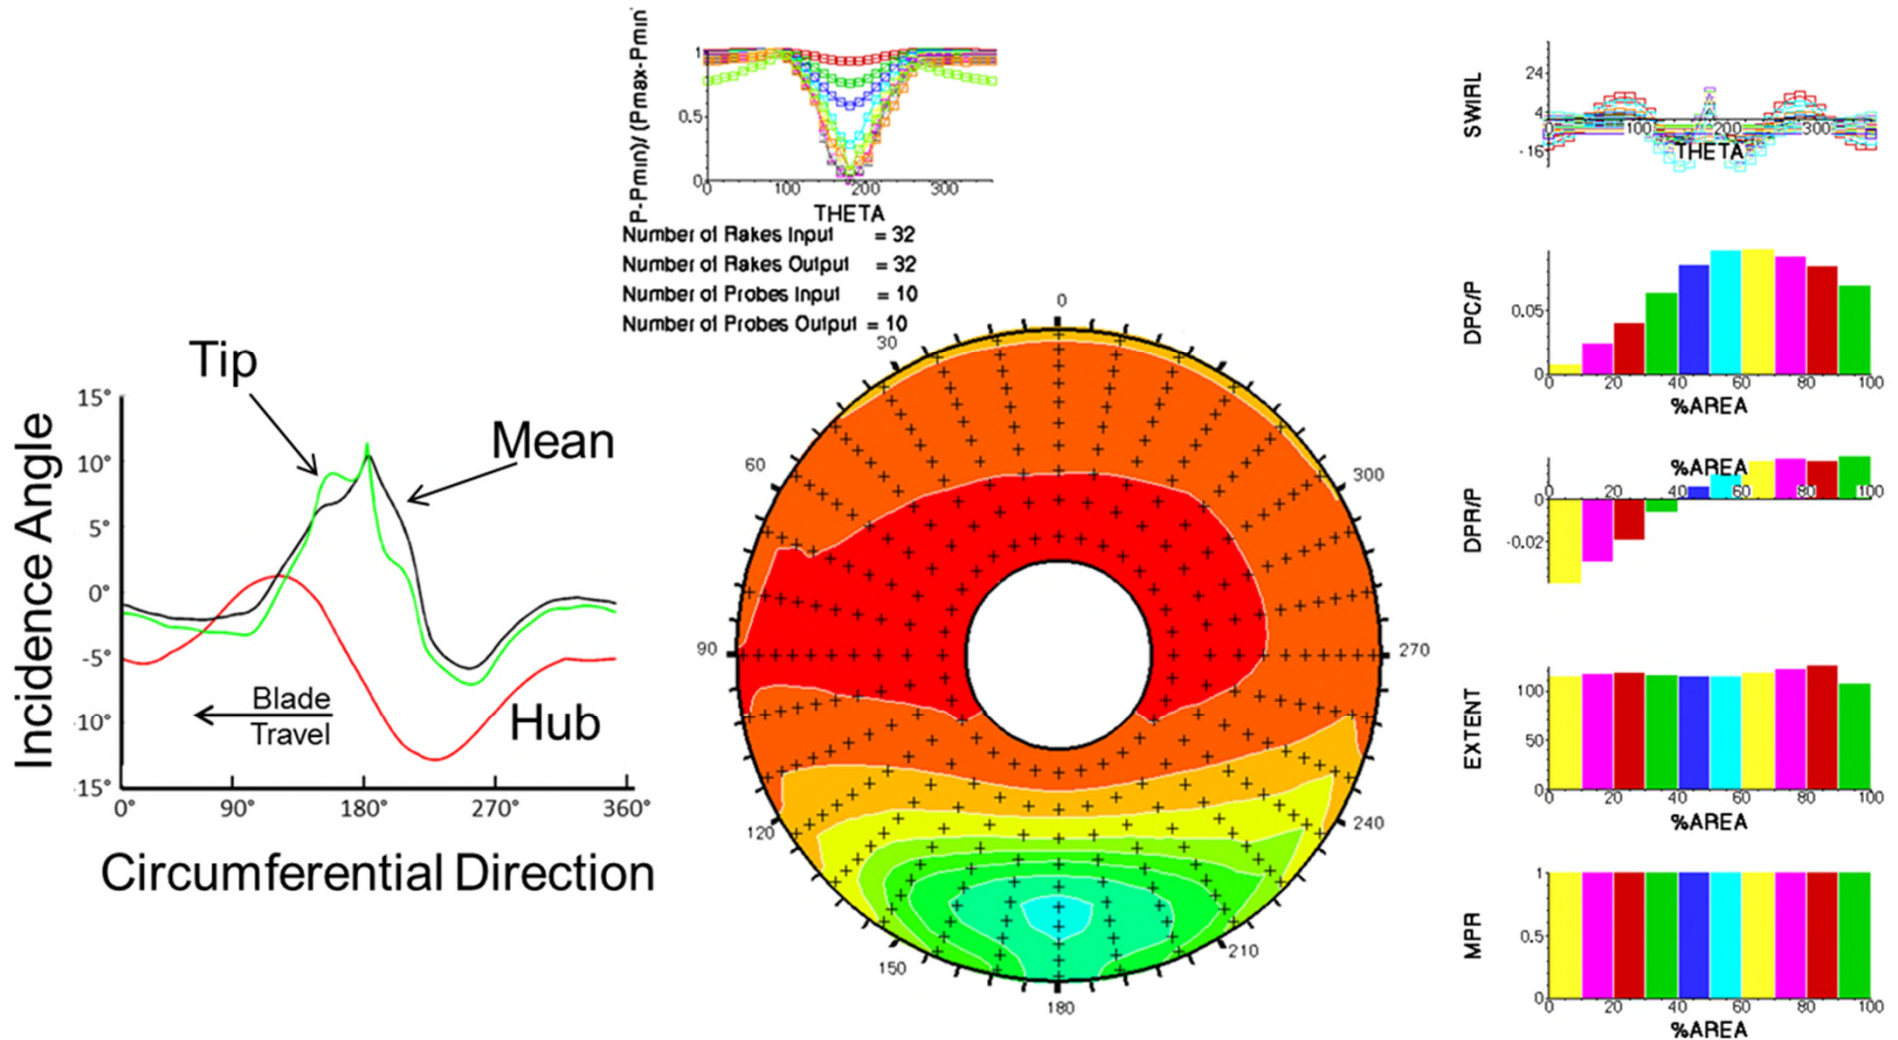 Tip
Mean
Hub
Blade
Travel
Incidence Angle
15°
10°
5°
0°
-5°
-10°
-15°
0° 90° 180° 270° 360°
Circumferential Direction
P-Pmin)/(Pmax-Pmin
1
0.5
0
0 100 200 300
THETA
Number of Rakes Input = 32
Number of Rakes Output = 32
Number of Probes Input = 10
Number of Probes Output = 10
0
30
60
90
120
150
180
210
240
270
300
SWIRL
24
4
-16
0 100 200 300
THETA
DPC/P
0.05
0
0 20 40 60 80 100
%AREA
DPR/P
%AREA
0 20 40 60 80 100
0
-0.02
EXTENT
100
50
0
0 20 40 60 80 100
%AREA
MPR
1
0.5
0
0 20 40 60 80 100
%AREA